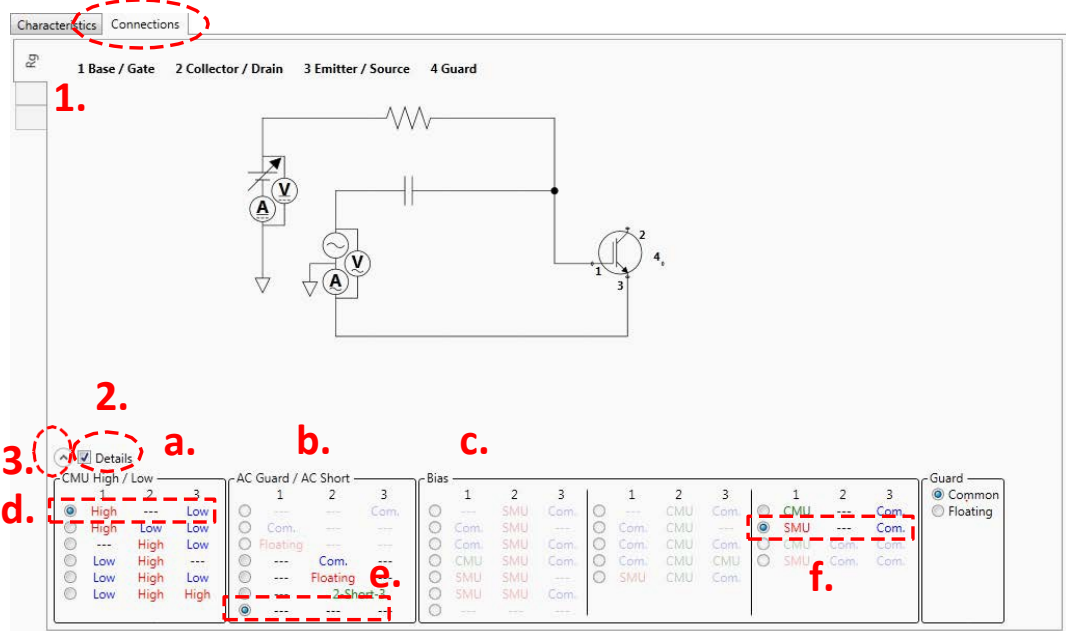 Characteristics Connections
Rg
1 Base / Gate 2 Collector / Drain 3 Emitter / Source 4 Guard
1.
V
A
V
A
2
1
4
3
2.
3.
Details
a.
b.
c.
CMU High / Low
AC Guard / AC Short
Bias
Guard
d.
1 2 3
High --- Low
High Low Low
--- High Low
Low High ---
Low High Low
Low High High
1 2 3
--- --- Com.
Com. --- ---
Floating --- ---
--- Com. ---
--- Floating ---
--- 2-Short-3
--- --- ---
e.
1 2 3
--- SMU Com.
Com. SMU ---
Com. SMU Com.
CMU SMU Com.
SMU SMU ---
SMU SMU Com.
--- --- ---
1 2 3
--- CMU Com.
Com. CMU ---
Com. CMU Com.
Com. CMU CMU
SMU CMU Com.
1 2 3
CMU --- Com.
SMU --- Com.
CMU Com. Com.
SMU Com. Com.
f.
Common
Floating